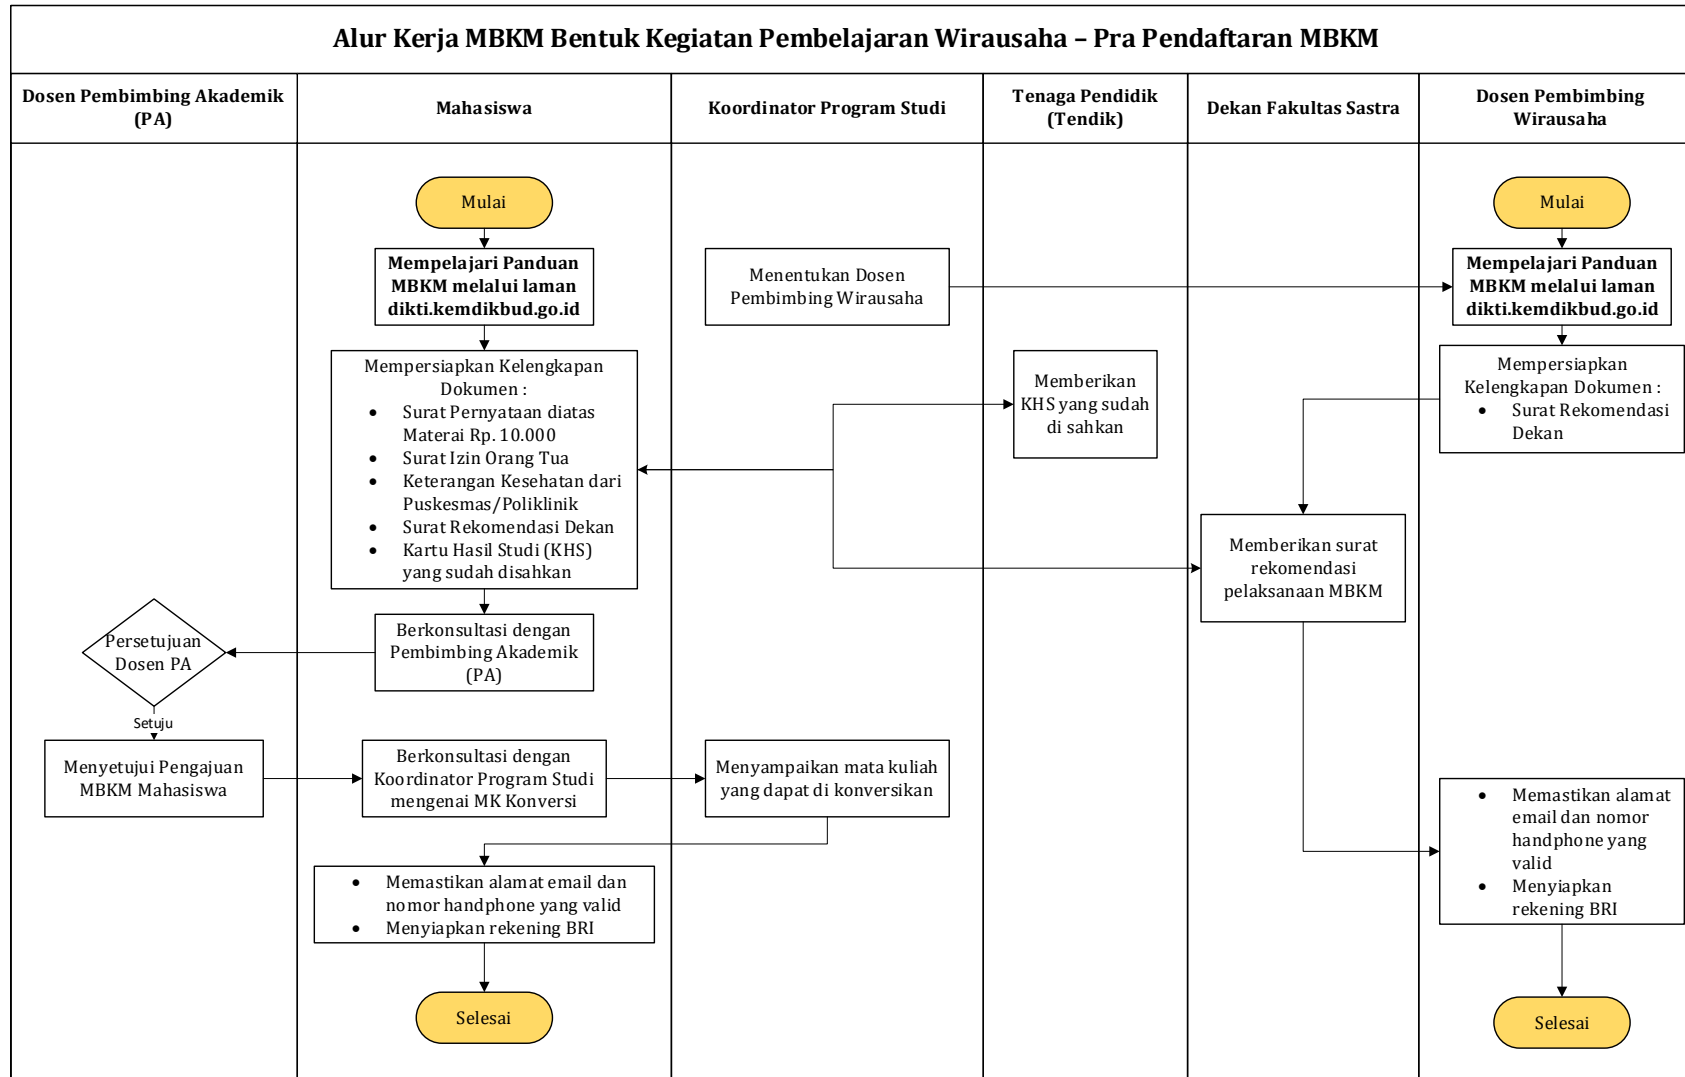 Alur Kerja MBKM Bentuk Kegiatan Pembelajaran Wirausaha – Pra Pendaftaran MBKM
Dosen Pembimbing Akademik
(PA)
Mahasiswa
Koordinator Program Studi
Tenaga Pendidik
(Tendik)
Dekan Fakultas Sastra
Dosen Pembimbing
Wirausaha
Mulai
Mulai
Mempelajari Panduan
MBKM melalui laman
dikti.kemdikbud.go.id
Menentukan Dosen
Pembimbing Wirausaha
Mempelajari Panduan
MBKM melalui laman
dikti.kemdikbud.go.id
Mempersiapkan Kelengkapan
Dokumen :
• Surat Pernyataan diatas
Materai Rp. 10.000
• Surat Izin Orang Tua
• Keterangan Kesehatan dari
Puskesmas/Poliklinik
• Surat Rekomendasi Dekan
• Kartu Hasil Studi (KHS)
yang sudah disahkan
Memberikan
KHS yang sudah
di sahkan
Mempersiapkan
Kelengkapan Dokumen :
• Surat Rekomendasi
Dekan
Memberikan surat
rekomendasi
pelaksanaan MBKM
Persetujuan
Dosen PA
Berkonsultasi dengan
Pembimbing Akademik
(PA)
Setuju
Menyetujui Pengajuan
MBKM Mahasiswa
Berkonsultasi dengan
Koordinator Program Studi
mengenai MK Konversi
Menyampaikan mata kuliah
yang dapat di konversikan
• Memastikan alamat
email dan nomor
handphone yang
valid
• Menyiapkan
rekening BRI
• Memastikan alamat email dan
nomor handphone yang valid
• Menyiapkan rekening BRI
Selesai
Selesai